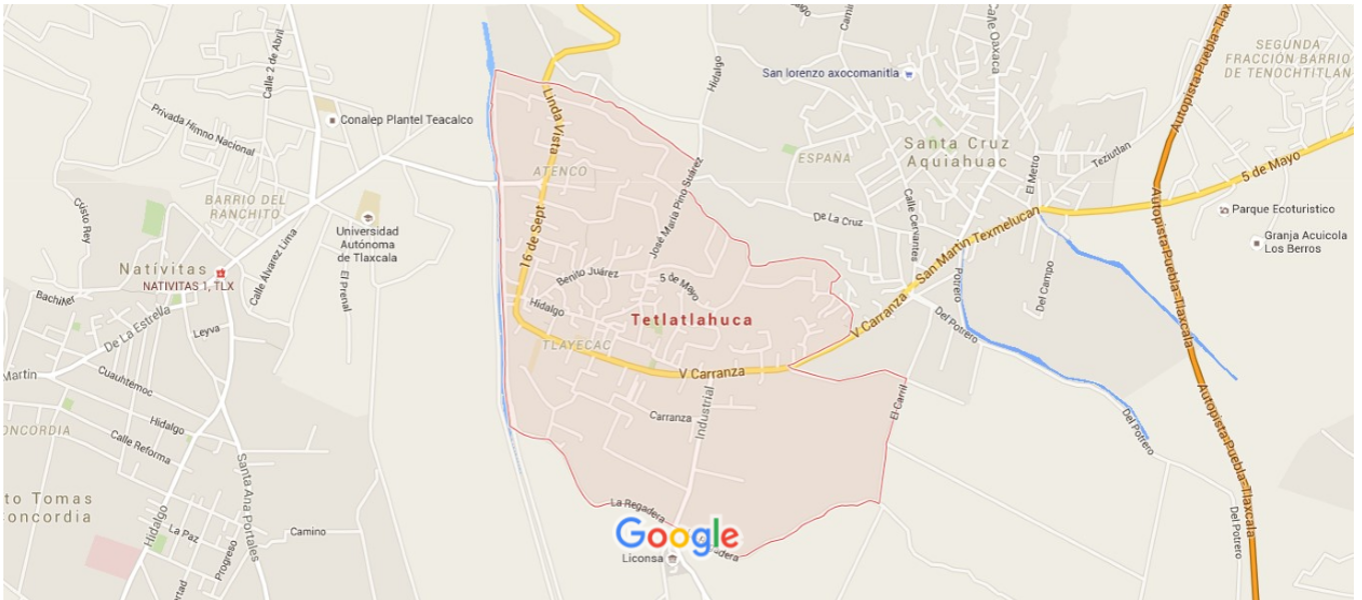 Calle 2 de Abril
Linda Vista
Hidalgo
San lorenzo axocomanitla
Calle Oaxaca
Autopista Puebla-Tlaxcala
SEGUNDA
FRACCIÓN BARRIO
DE TENOCHTITLAN
Privada Himno Nacional
Conalep Plantel Teacalco
ATENCO
ESPAÑA
Santa Cruz
Aquiahuac
El Metro
Teziutlan
5 de Mayo
Cristo Rey
BARRIO DEL
RANCHITO
Universidad
Autónoma
de Tlaxcala
16 de Sept
José María Pino Suárez
De La Cruz
Calle Cervantes
San Martin Texmelucan
Autopista Puebla-Tlaxcala
Parque Ecoturistico
Granja Acuicola
Los Berros
Nativitas
NATIVITAS 1, TLX
Calle Álvarez Lima
El Prenal
Benito Juárez
5 de Mayo
Potrero
Del Campo
Bachiller
De La Estrella
Leyva
Hidalgo
Tetlatlahuca
V Carranza
Del Potrero
TLAYECAC
Martin
Cuauhtemoc
V Carranza
Carranza
Industrial
El Carril
Del Potrero
Autopista Puebla-Tlaxcala
ONCORDIA
Hidalgo
Calle Reforma
Santa Ana Portales
to Tomas
oncordia
Hidalgo
La Paz
Progreso
Camino
La Regadera
Google
Liconsa
Del Potrero